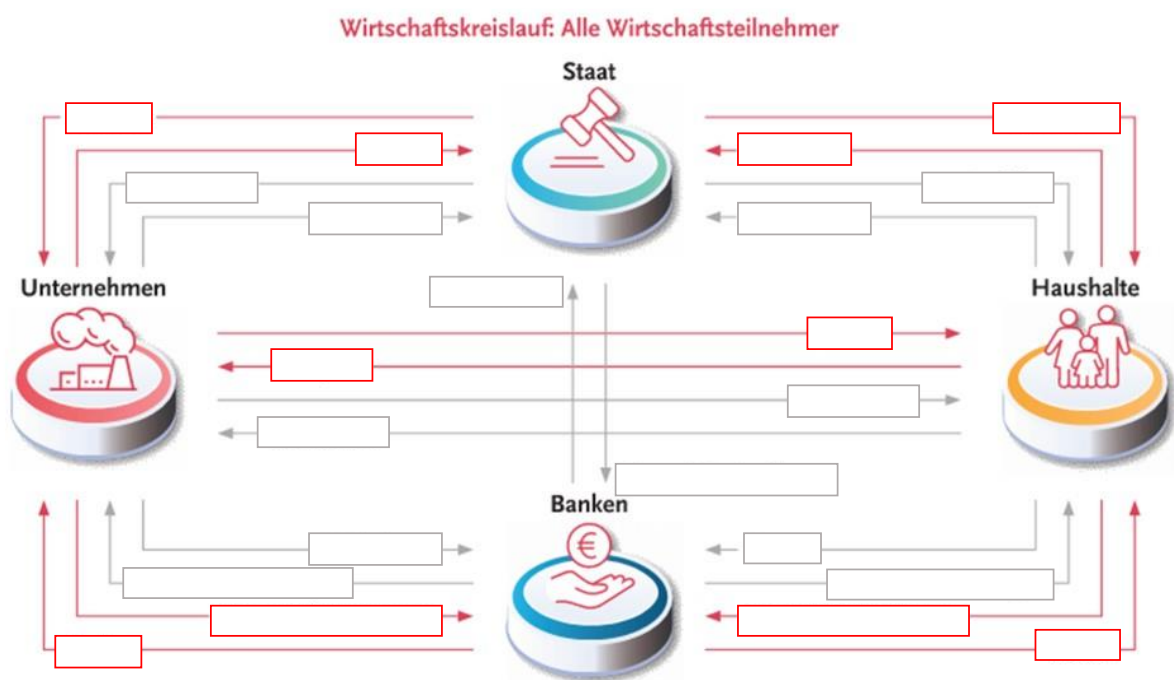 Wirtschaftskreislauf: Alle Wirtschaftsteilnehmer
Staat
Unternehmen
Haushalte
Banken
€